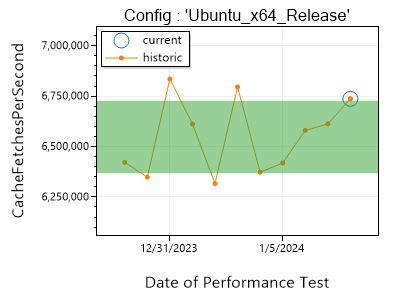 Config : 'Ubuntu_x64_Release'
current
historic
7,000,000
6,750,000
6,500,000
6,250,000
CacheFetchesPerSecond
12/31/2023
1/5/2024
Date of Performance Test